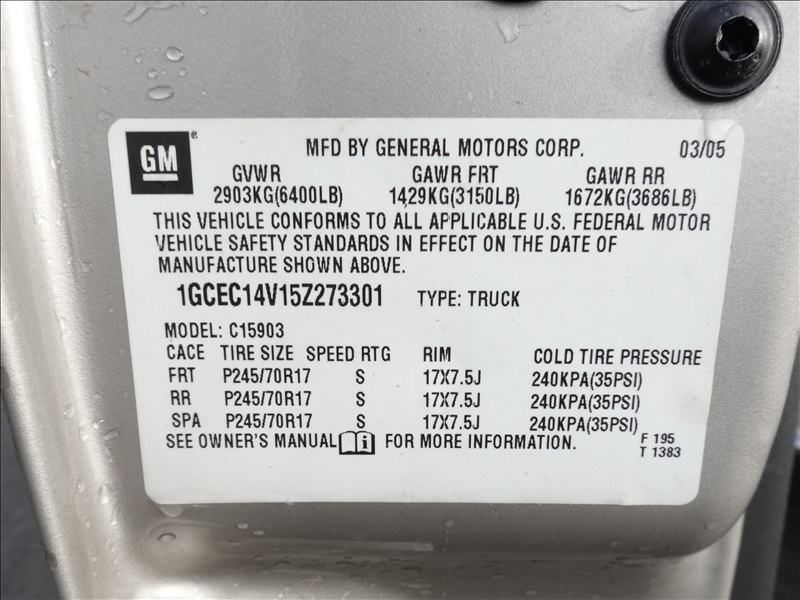 GM
MFD BY GENERAL MOTORS CORP. 03/05
GVWR GAWR FRT GAWR RR
2903KG(6400LB) 1429KG(3150LB) 1672KG(3686LB)
THIS VEHICLE CONFORMS TO ALL APPLICABLE U.S. FEDERAL MOTOR
VEHICLE SAFETY STANDARDS IN EFFECT ON THE DATE OF
MANUFACTURE SHOWN ABOVE.
1GCEC14V15Z273301 TYPE: TRUCK
MODEL: C15903
CACE TIRE SIZE SPEED RTG RIM COLD TIRE PRESSURE
FRT P245/70R17 S 17X7.5J 240KPA(35PSI)
RR P245/70R17 S 17X7.5J 240KPA(35PSI)
SPA P245/70R17 S 17X7.5J 240KPA(35PSI)
SEE OWNER'S MANUAL i FOR MORE INFORMATION. F 195
T 1383